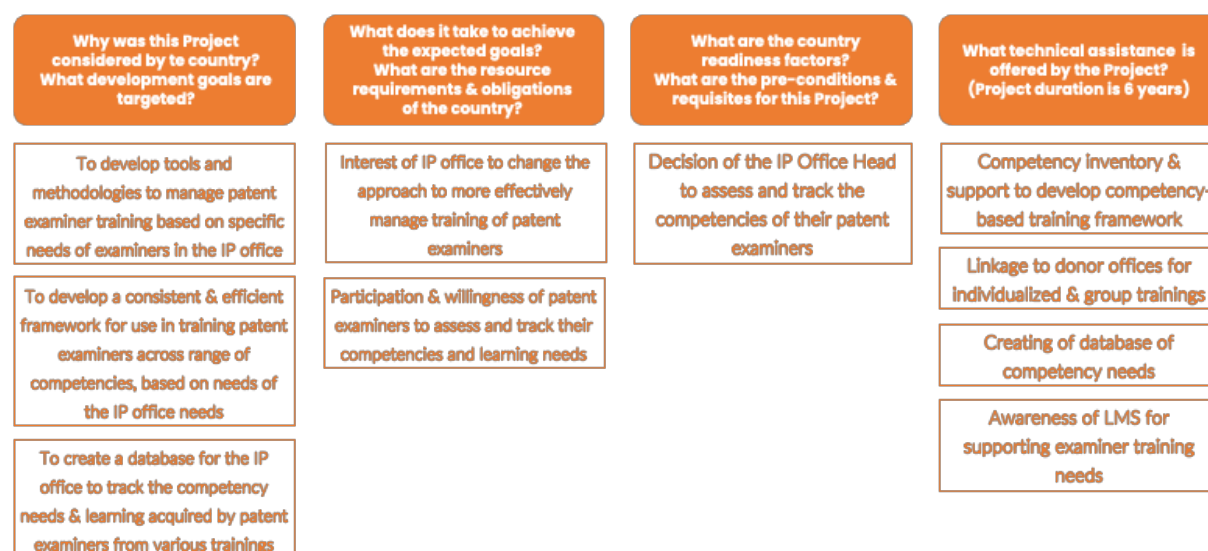 Why was this Project
considered by te country?
What development goals are
targeted?
To develop tools and
methodologies to manage patent
examiner training based on specific
needs of examiners in the IP office
To develop a consistent & efficient
framework for use in training patent
examiners across range of
competencies, based on needs of
the IP office needs
To create a database for the IP
office to track the competency
needs & learning acquired by patent
examiners from various trainings
What does it take to achieve
the expected goals?
What are the resource
requirements & obligations
of the country?
Interest of IP office to change the
approach to more effectively
manage training of patent
examiners
Participation & willingness of patent
examiners to assess and track their
competencies and learning needs
What are the country
readiness factors?
What are the pre-conditions &
requisites for this Project?
Decision of the IP Office Head
to assess and track the
competencies of their patent
examiners
What technical assistance is
offered by the Project?
(Project duration is 6 years)
Competency inventory &
support to develop competency-
based training framework
Linkage to donor offices for
individualized & group trainings
Creating of database of
competency needs
Awareness of LMS for
supporting examiner training
needs